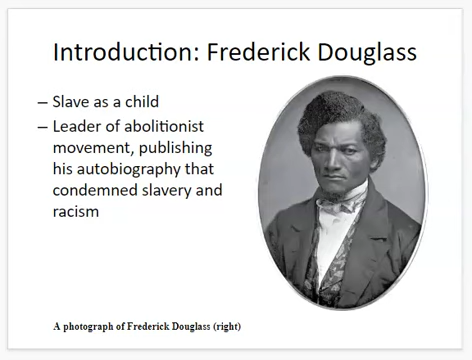 Introduction: Frederick Douglass
– Slave as a child
– Leader of abolitionist
movement, publishing
his autobiography that
condemned slavery and
racism
A photograph of Frederick Douglass (right)